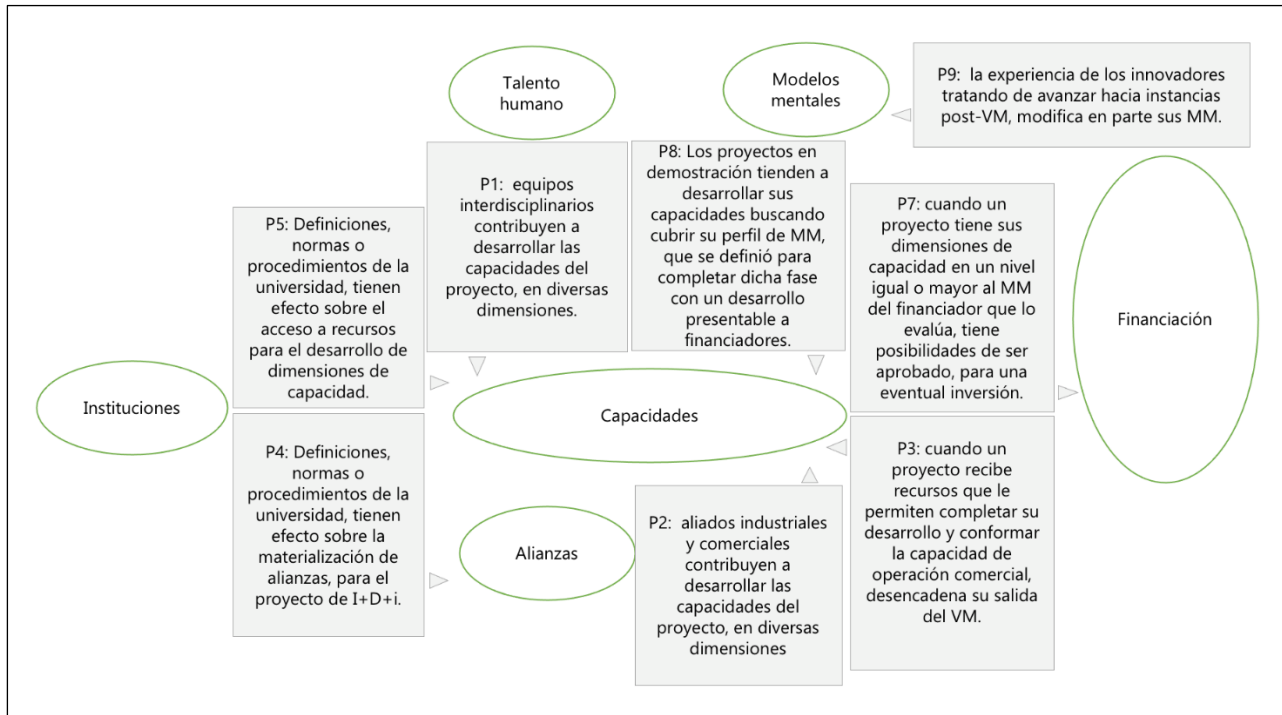 Talento
humano
Modelos
mentales
P9:  la experiencia de los innovadores
tratando de avanzar hacia instancias
post-VM, modifica en parte sus MM.
P5: Definiciones,
normas o
procedimientos de la
universidad, tienen
efecto sobre el
acceso a recursos
para el desarrollo de
dimensiones de
capacidad.
P1:  equipos
interdisciplinarios
contribuyen a
desarrollar las
capacidades del
proyecto, en diversas
dimensiones.
P8: Los proyectos en
demostración tienden a
desarrollar sus
capacidades buscando
cubrir su perfil de MM,
que se definió para
completar dicha fase
con un desarrollo
presentable a
financiadores.
P7: cuando un
proyecto tiene sus
dimensiones de
capacidad en un nivel
igual o mayor al MM
del financiador que lo
evalúa, tiene
posibilidades de ser
aprobado, para una
eventual inversión.
Financiación
Instituciones
Capacidades
P4: Definiciones,
normas o
procedimientos de la
universidad, tienen
efecto sobre la
materialización de
alianzas, para el
proyecto de I+D+i.
Alianzas
P2:  aliados industriales
y comerciales
contribuyen a
desarrollar las
capacidades del
proyecto, en diversas
dimensiones
P3: cuando un
proyecto recibe
recursos que le
permiten completar su
desarrollo y conformar
la capacidad de
operación comercial,
desencadena su salida
del VM.